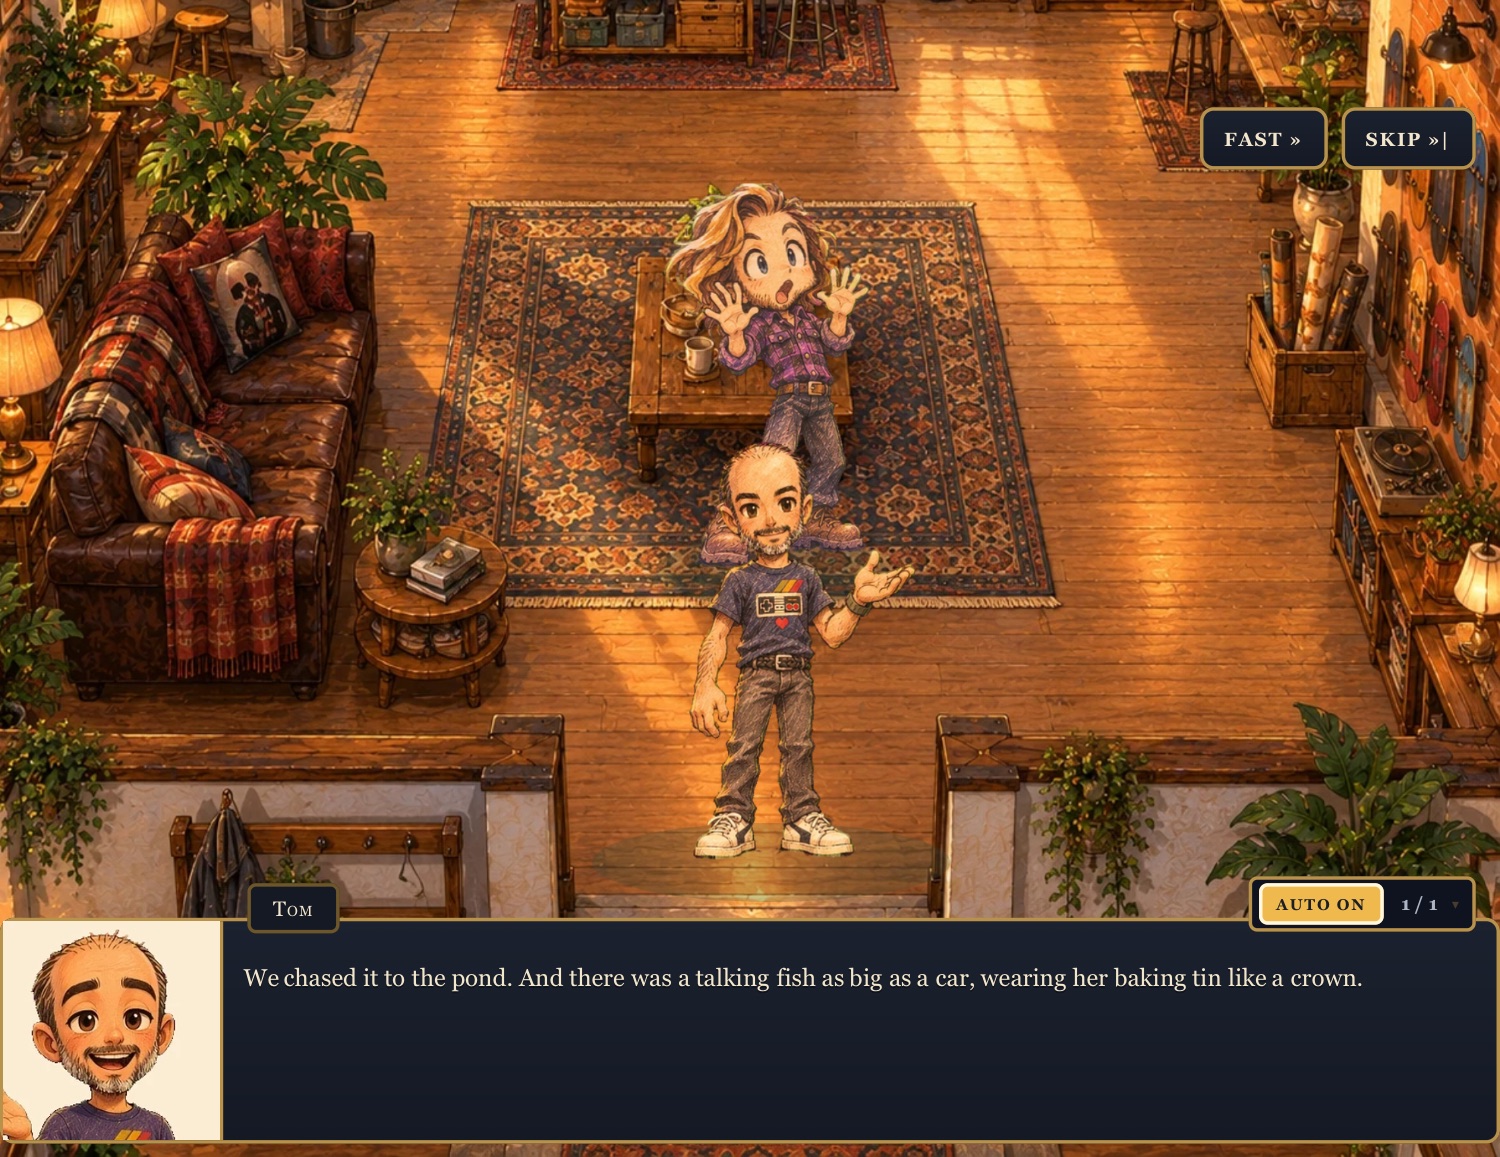 FAST »
SKIP »|
Tom
AUTO ON
1 / 1 ▼
We chased it to the pond. And there was a talking fish as big as a car, wearing her baking tin like a crown.